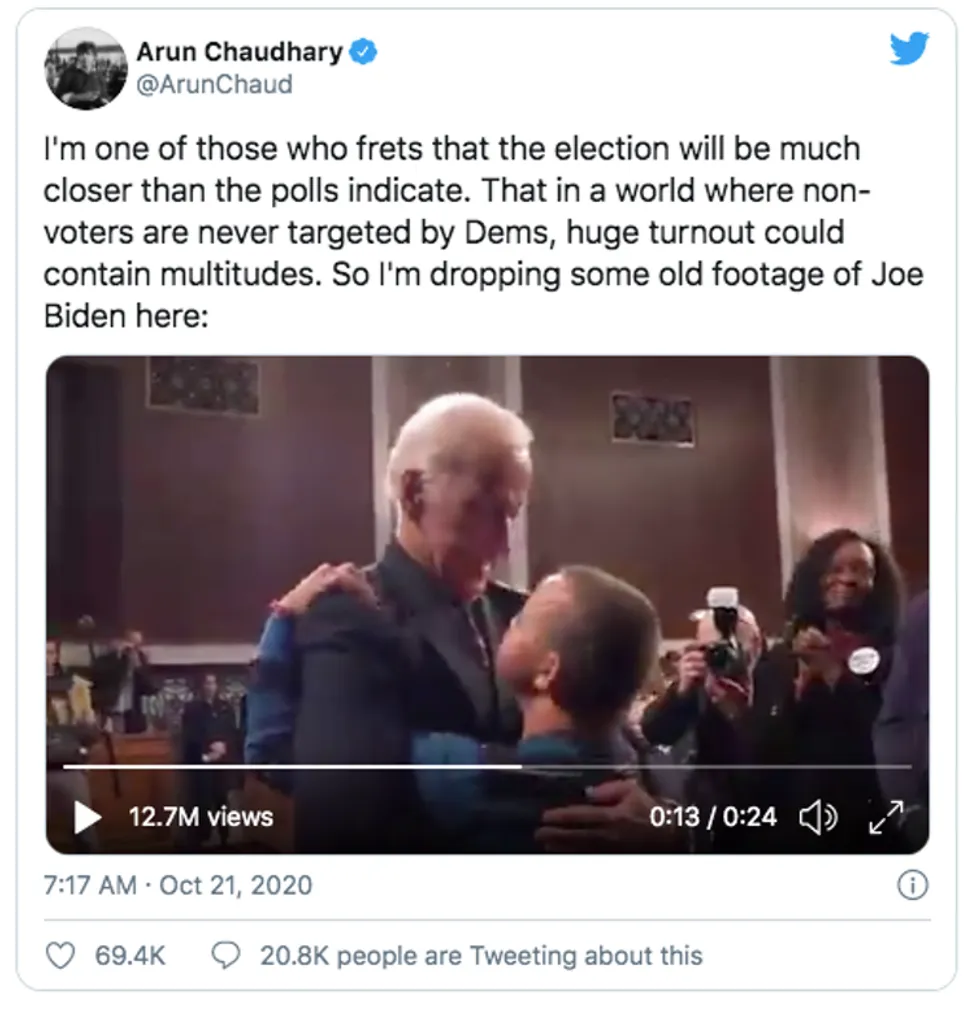 Arun Chaudhary
@ArunChaud
I'm one of those who frets that the election will be much
closer than the polls indicate. That in a world where non-
voters are never targeted by Dems, huge turnout could
contain multitudes. So I'm dropping some old footage of Joe
Biden here:
12.7M views
0:13 / 0:24
7:17 AM · Oct 21, 2020
69.4K
20.8K people are Tweeting about this